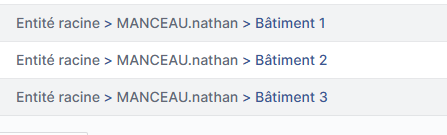 Entité racine > MANCEAU.nathan > Bâtiment 1
Entité racine > MANCEAU.nathan > Bâtiment 2
Entité racine > MANCEAU.nathan > Bâtiment 3